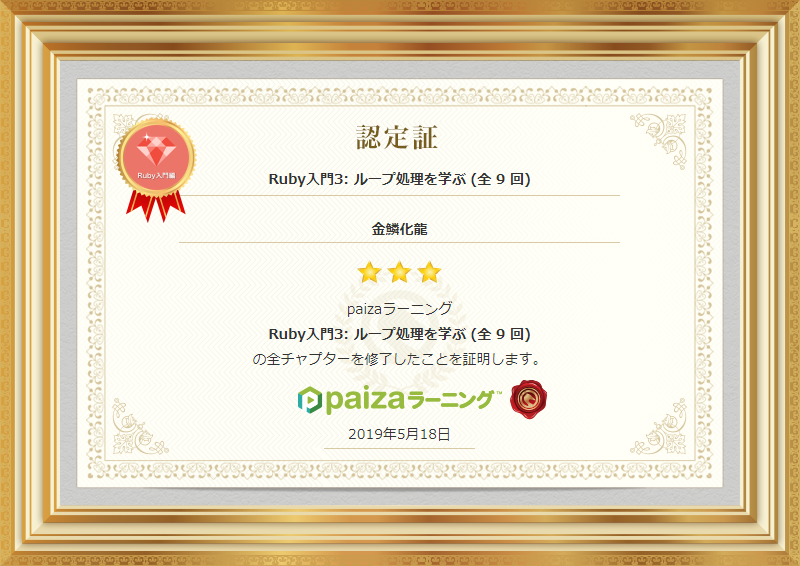 認定証
Ruby入門編
Ruby入門3: ループ処理を学ぶ (全 9 回)
金鱗化龍
paizaラーニング
Ruby入門3: ループ処理を学ぶ (全 9 回)
の全チャプターを修了したことを証明します。
paizaラーニング™
2019年5月18日